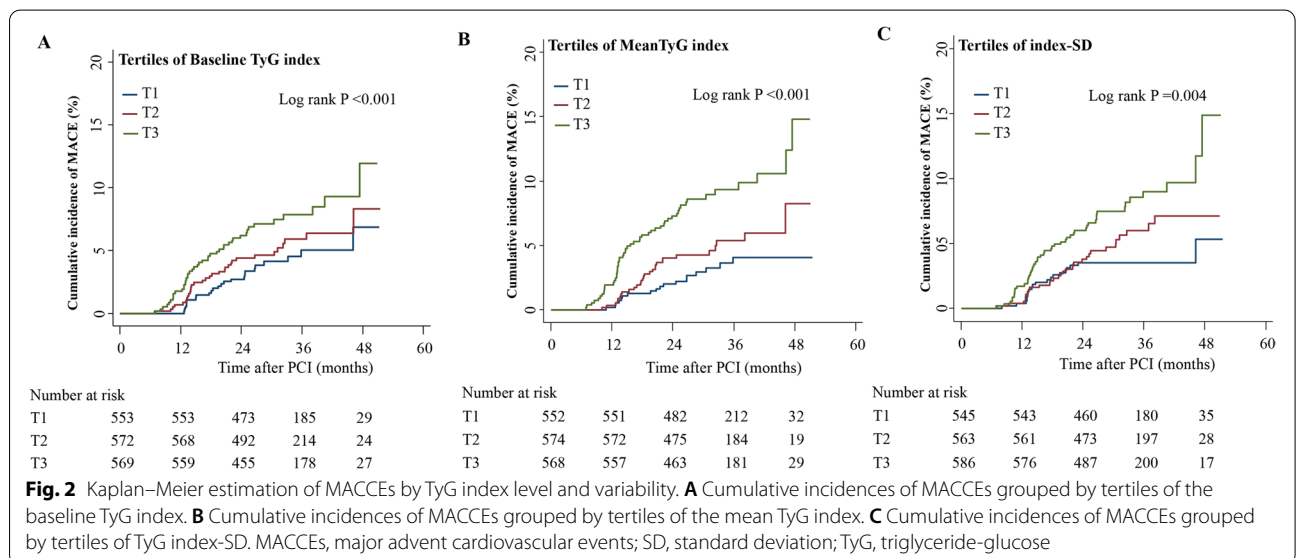 A
Tertiles of Baseline TyG index
T1
T2
T3
Log rank P <0.001
Cumulative incidence of MACE (%)
20
15
10
5
0
0 12 24 36 48 60
Time after PCI (months)
Number at risk
T1 553 553 473 185 29
T2 572 568 492 214 24
T3 569 559 455 178 27
B
Tertiles of MeanTyG index
T1
T2
T3
Log rank P <0.001
Cumulative incidence of MACE (%)
20
15
10
5
0
0 12 24 36 48 60
Time after PCI (months)
Number at risk
T1 552 551 482 212 32
T2 574 572 475 184 19
T3 568 557 463 181 29
C
Tertiles of index-SD
T1
T2
T3
Log rank P =0.004
Cumulative incidence of MACE (%)
20
15
10
05
0
0 12 24 36 48 60
Time after PCI (months)
Number at risk
T1 545 543 460 180 35
T2 563 561 473 197 28
T3 586 576 487 200 17
Fig. 2 Kaplan–Meier estimation of MACCEs by TyG index level and variability. A Cumulative incidences of MACCEs grouped by tertiles of the
baseline TyG index. B Cumulative incidences of MACCEs grouped by tertiles of the mean TyG index. C Cumulative incidences of MACCEs grouped
by tertiles of TyG index-SD. MACCEs, major advent cardiovascular events; SD, standard deviation; TyG, triglyceride-glucose